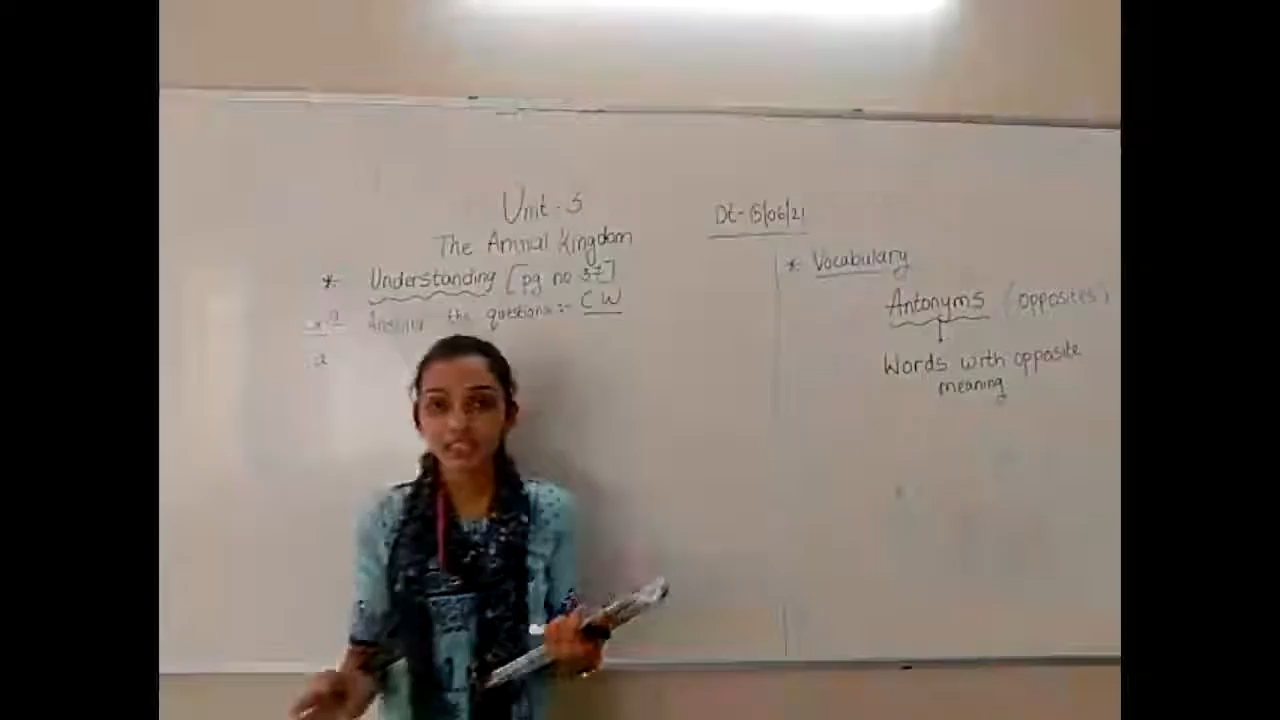 Unit - 5
The Animal Kingdom
* Understanding [pg no 37]
Answer the questions :- CW
a
Dt - 15/06/21
* Vocabulary
Antonyms (opposites)
Words with opposite
meaning